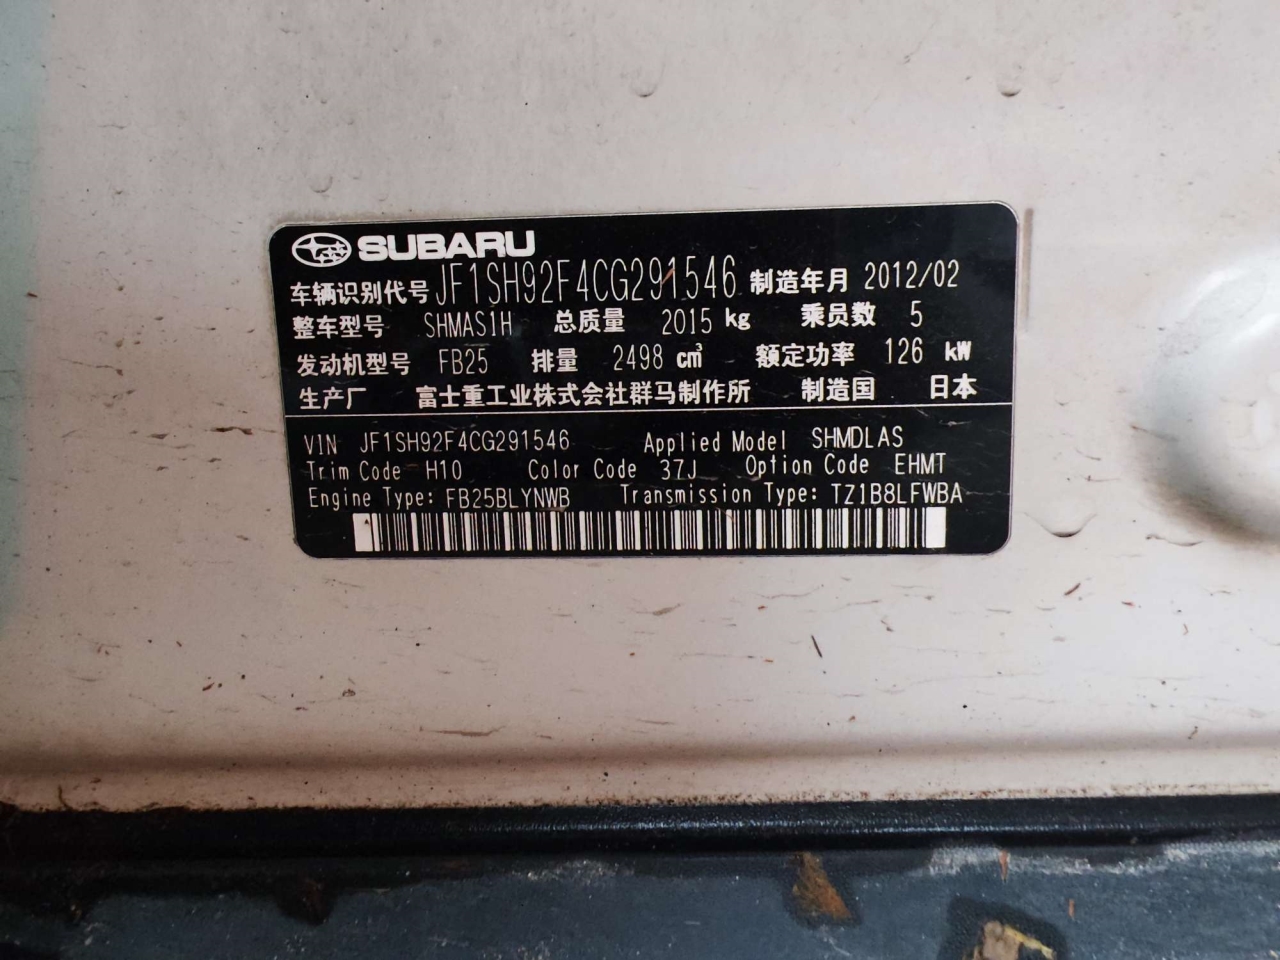 SUBARU
车辆识别代号 JF1SH92F4CG291546 制造年月 2012/02
整车型号 SHMAS1H 总质量 2015 kg 乘员数 5
发动机型号 FB25 排量 2498 cm³ 额定功率 126 kW
生产厂 富士重工业株式会社群马制作所 制造国 日本
VIN JF1SH92F4CG291546 Applied Model SHMDLAS
Trim Code H10 Color Code 37J Option Code EHMT
Engine Type: FB25BLYNWB Transmission Type: TZ1B8LFWBA